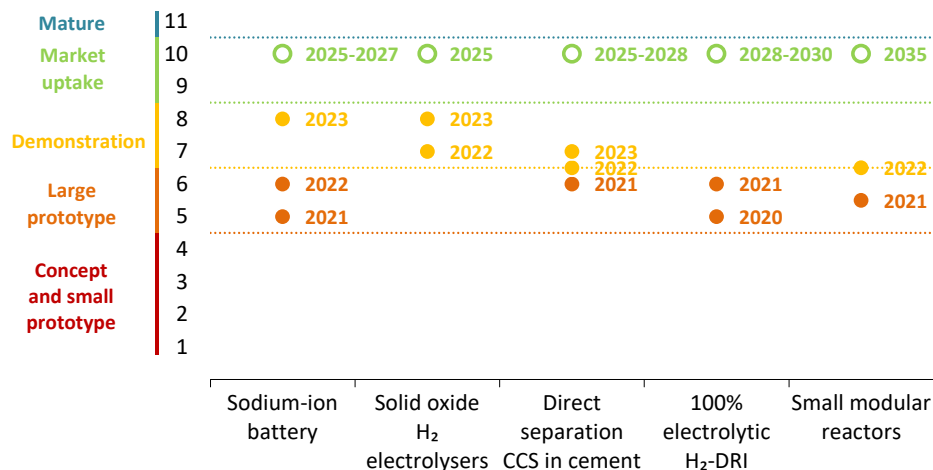 Mature
11
Market
uptake
10
9
2025-2027
2025
2025-2028
2028-2030
2035
Demonstration
8
7
2023
2023
2022
2023
2022
2022
Large
prototype
6
5
2022
2021
2021
2021
2020
2021
Concept
and small
prototype
4
3
2
1
Sodium-ion
battery
Solid oxide
H₂
electrolysers
Direct
separation
CCS in cement
100%
electrolytic
H₂-DRI
Small modular
reactors